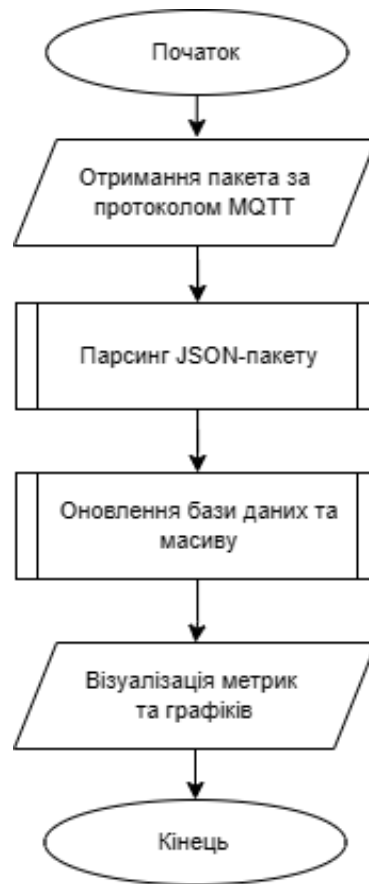 Початок
Отримання пакета за
протоколом MQTT
Парсинг JSON-пакету
Оновлення бази даних та
масиву
Візуалізація метрик
та графіків
Кінець